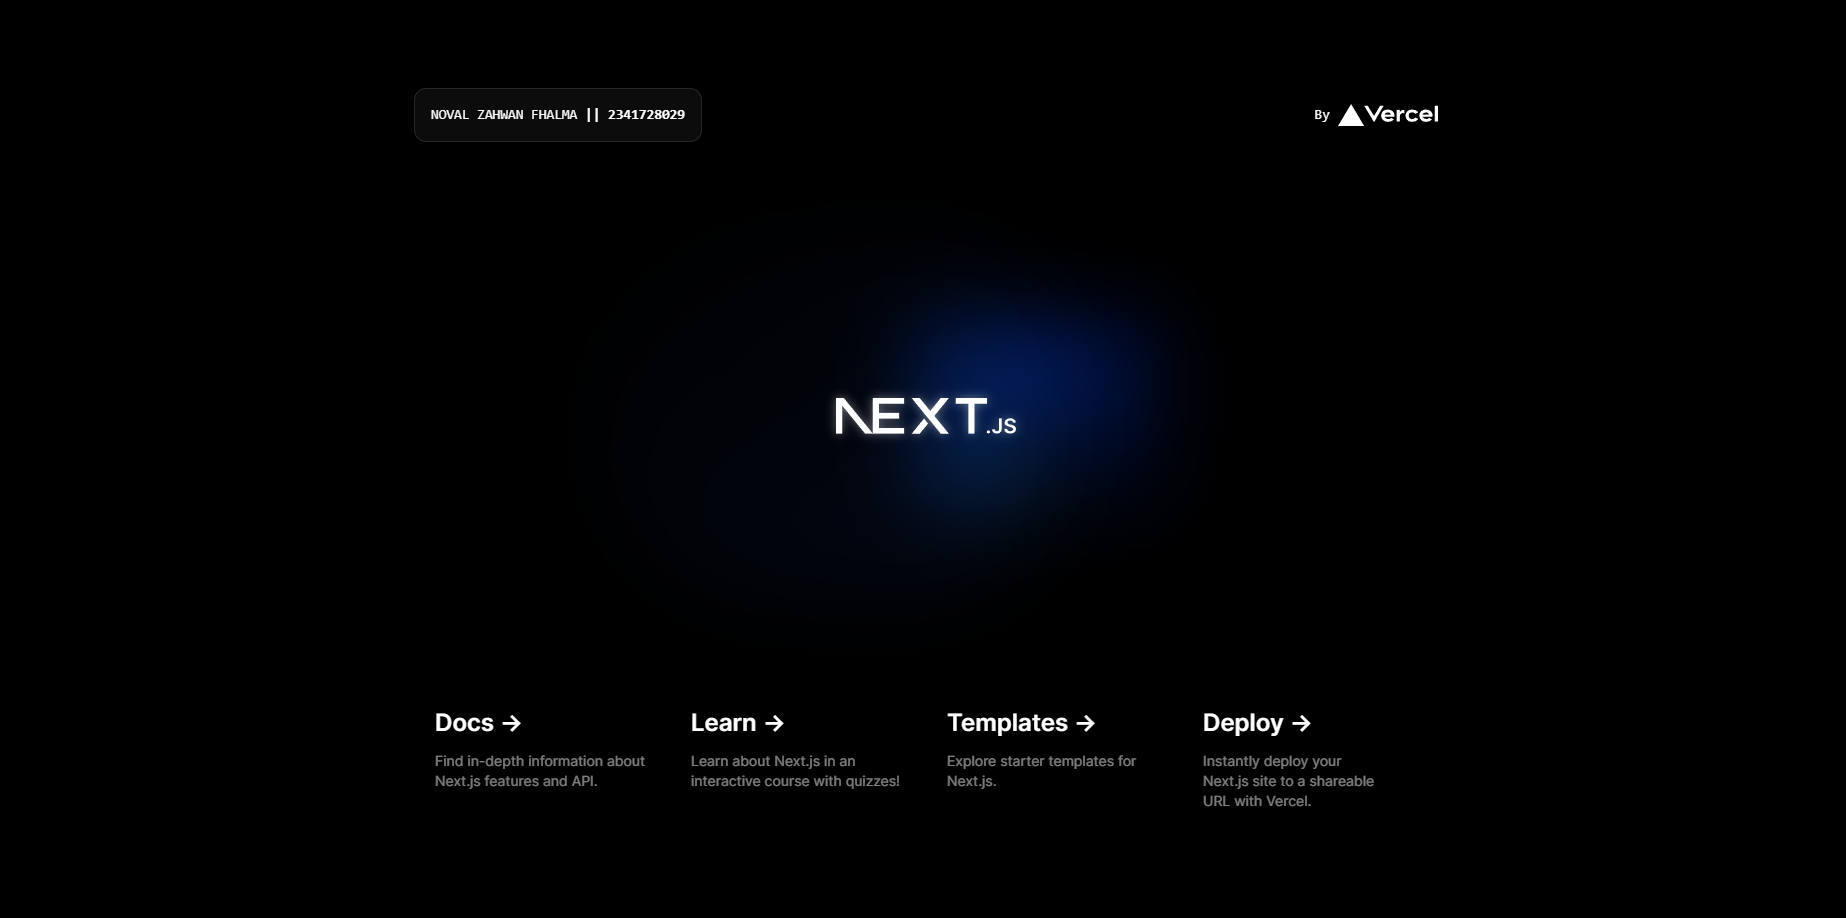 NOVAL ZAHWAN FHALMA || 2341728029
By Vercel
NEXT.JS
Docs ->
Find in-depth information about
Next.js features and API.
Learn ->
Learn about Next.js in an
interactive course with quizzes!
Templates ->
Explore starter templates for
Next.js.
Deploy ->
Instantly deploy your
Next.js site to a shareable
URL with Vercel.